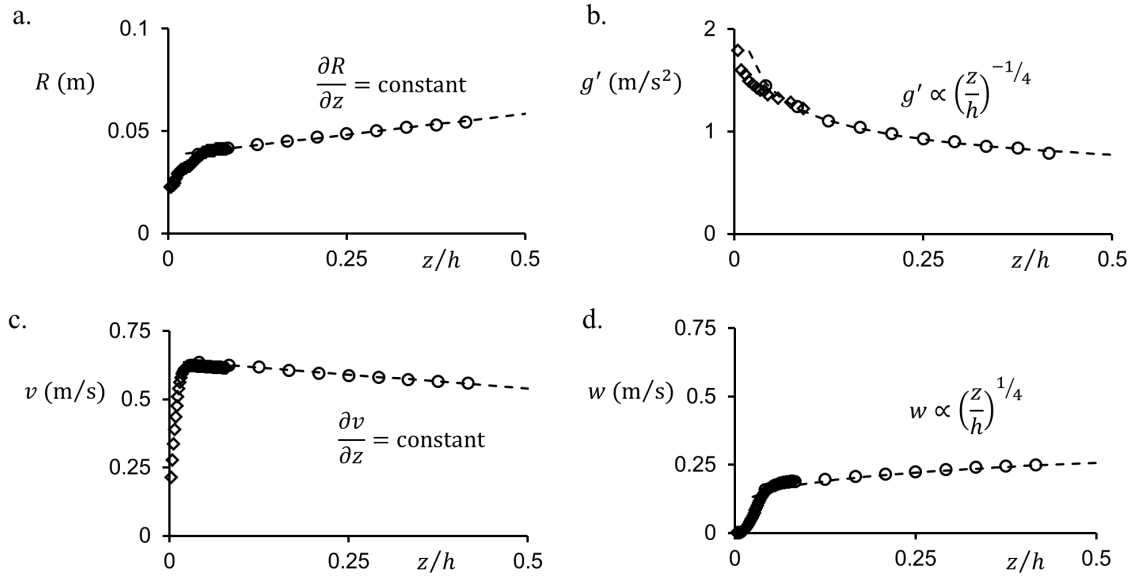 a.
0.1
R (m)
∂R/∂z = constant
0.05
0
0
0.25
z/h
0.5
b.
2
g′ (m/s²)
g′ ∝ (z/h)^{−1/4}
1
0
0
0.25
z/h
0.5
c.
0.75
0.5
v (m/s)
∂v/∂z = constant
0.25
0
0
0.25
z/h
0.5
d.
0.75
0.5
w (m/s)
w ∝ (z/h)^{1/4}
0.25
0
0
0.25
z/h
0.5